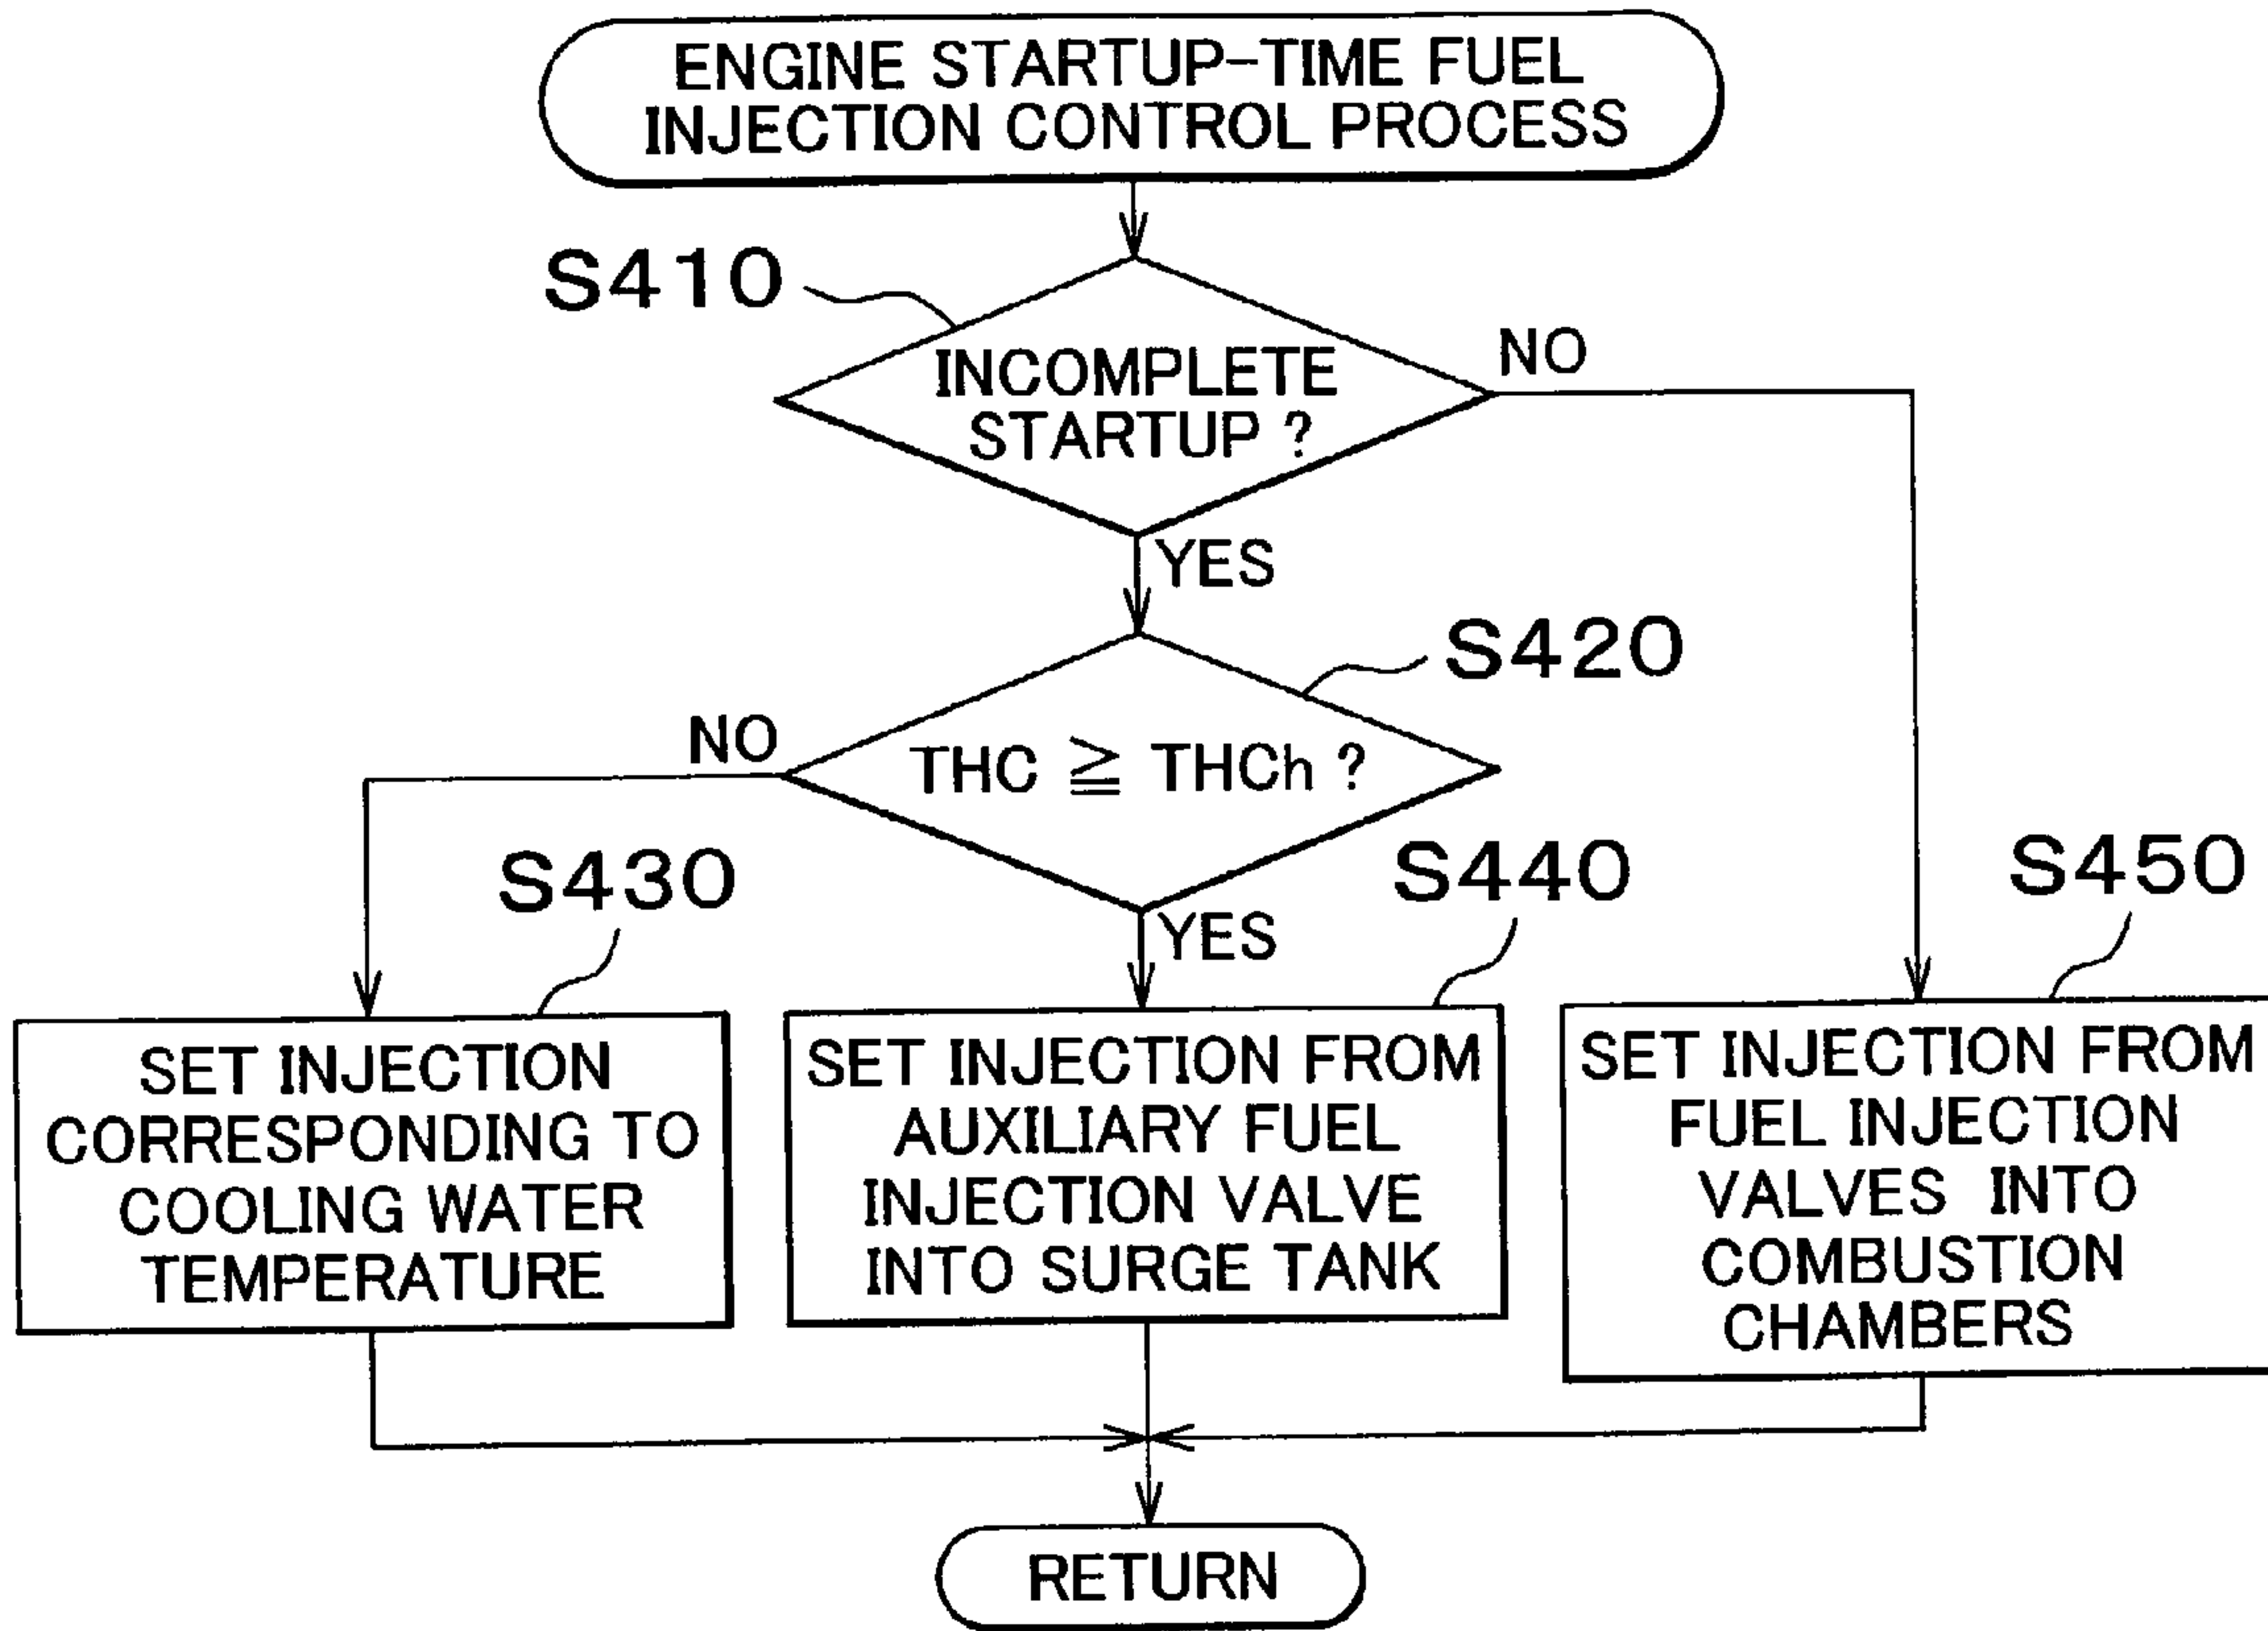 ENGINE STARTUP-TIME FUEL
INJECTION CONTROL PROCESS
S410
INCOMPLETE
STARTUP ?
NO
YES
S420
THC ≧ THCh ?
NO
YES
S430
SET INJECTION
CORRESPONDING TO
COOLING WATER
TEMPERATURE
S440
SET INJECTION FROM
AUXILIARY FUEL
INJECTION VALVE
INTO SURGE TANK
S450
SET INJECTION FROM
FUEL INJECTION
VALVES INTO
COMBUSTION
CHAMBERS
RETURN